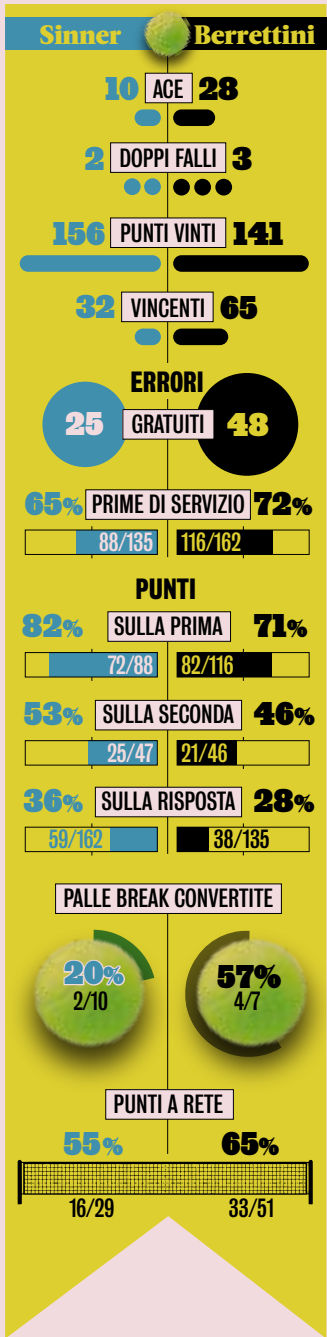 Sinner Berrettini
10 ACE 28
2 DOPPI FALLI 3
156 PUNTI VINTI 141
32 VINCENTI 65
ERRORI
25 GRATUITI 48
65% PRIME DI SERVIZIO 72%
88/135 116/162
PUNTI
82% SULLA PRIMA 71%
72/88 82/116
53% SULLA SECONDA 46%
25/47 21/46
36% SULLA RISPOSTA 28%
59/162 38/135
PALLE BREAK CONVERTITE
20% 57%
2/10 4/7
PUNTI A RETE
55% 65%
16/29 33/51